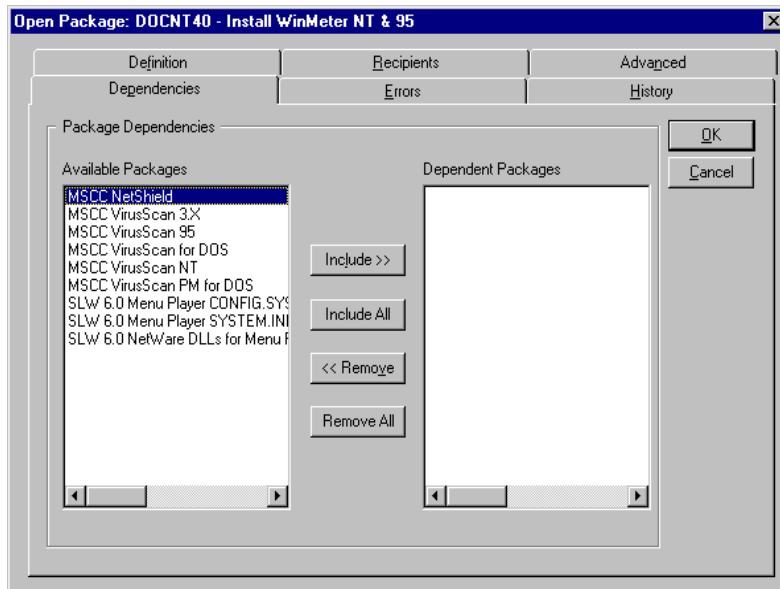 Open Package: DOCNT40 - Install WinMeter NT & 95
Definition
Recipients
Advanced
Dependencies
Errors
History
Package Dependencies
OK
Cancel
Available Packages
Dependent Packages
MSCC NetShield
MSCC VirusScan 3.X
MSCC VirusScan 95
MSCC VirusScan for DOS
MSCC VirusScan NT
MSCC VirusScan PM for DOS
SLW 6.0 Menu Player CONFIG.SYS
SLW 6.0 Menu Player SYSTEM.INI
SLW 6.0 NetWare DLLs for Menu
Include >>
Include All
<< Remove
Remove All